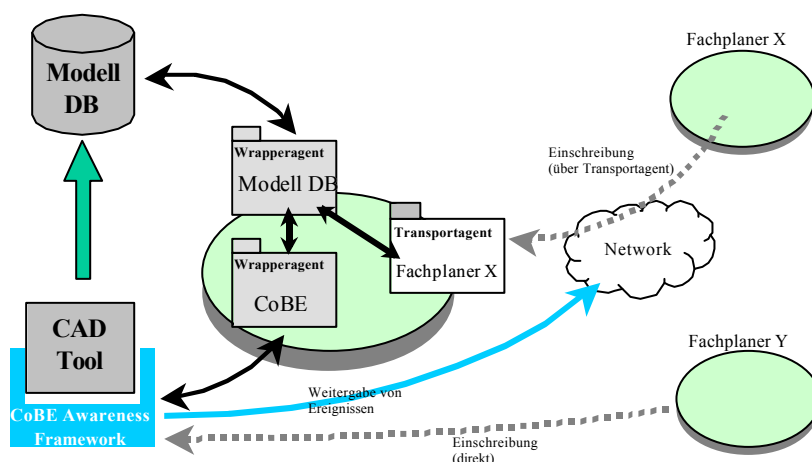 Fachplaner X
Modell
DB
Wrapperagent
Modell DB
Einschreibung
(über Transportagent)
Transportagent
Fachplaner X
Wrapperagent
CoBE
Network
CAD
Tool
Fachplaner Y
Weitergabe von
Ereignissen
CoBE Awareness
Framework
Einschreibung
(direkt)